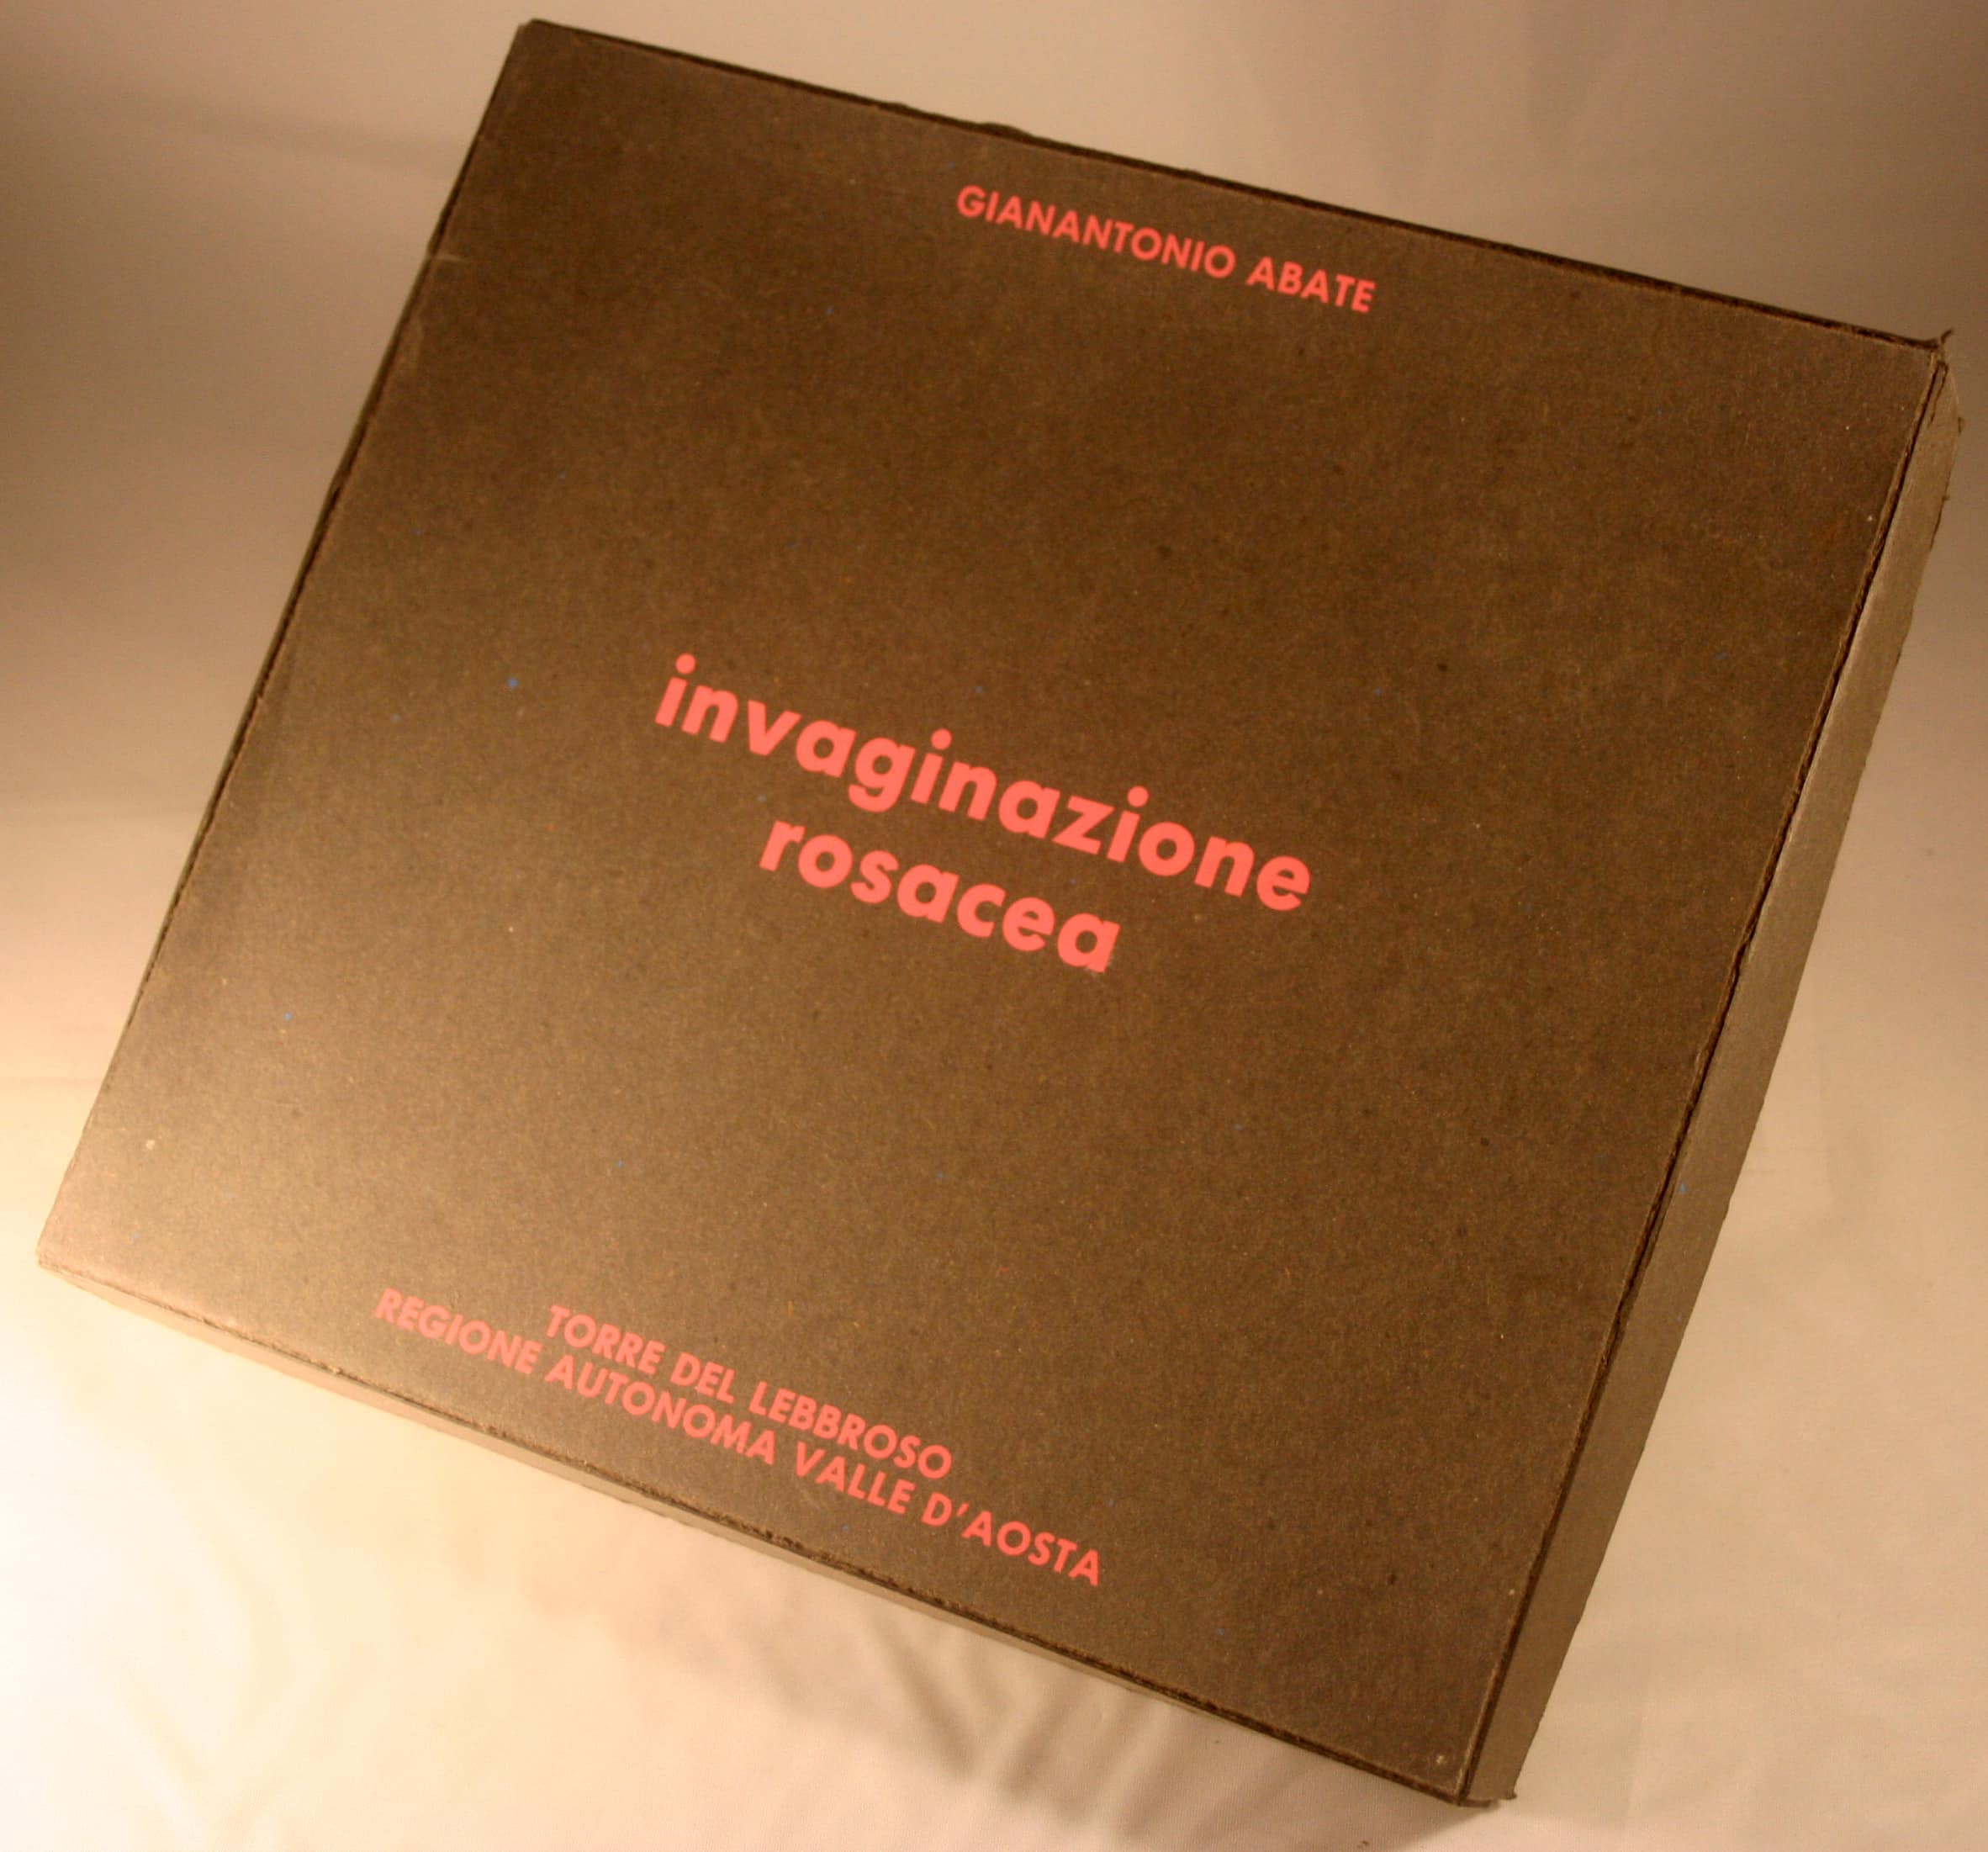 GIANANTONIO ABATE
invaginazione
rosacea
TORRE DEL LEBBROSO
REGIONE AUTONOMA VALLE D'AOSTA